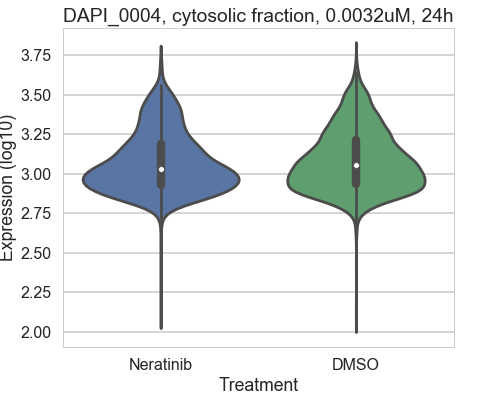 DAPI_0004, cytosolic fraction, 0.0032uM, 24h
Expression (log10)
3.75
3.50
3.25
3.00
2.75
2.50
2.25
2.00
Neratinib DMSO
Treatment